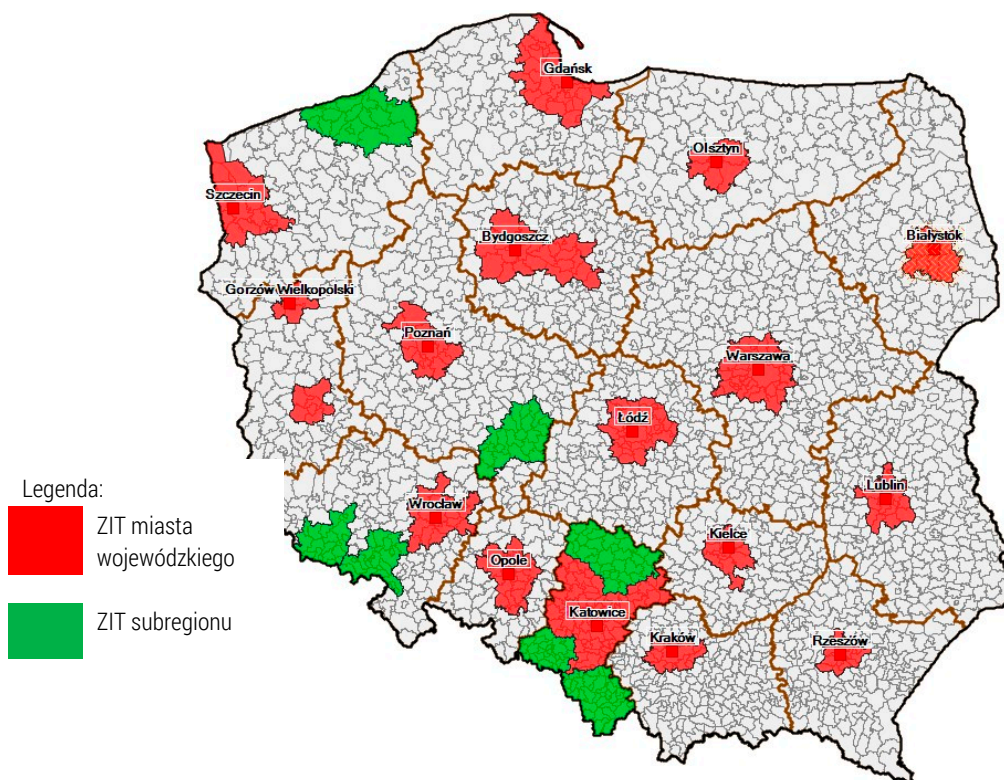 Gdańsk
Olsztyn
Szczecin
Białystók
Bydgoszcz
Gorzów Wielkopolski
Poznań
Warszawa
Łódź
Legenda:
ZIT miasta
wojewódzkiego
ZIT subregionu
Wrocław
Lublin
Kielce
Opole
Katowice
Kraków
Rzeszów